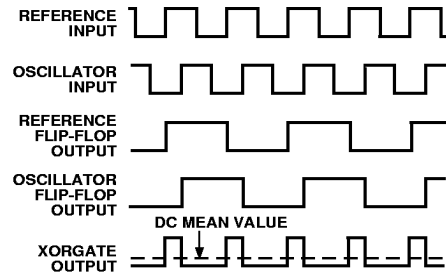 REFERENCE
INPUT
OSCILLATOR
INPUT
REFERENCE
FLIP-FLOP
OUTPUT
OSCILLATOR
FLIP-FLOP
OUTPUT
DC MEAN VALUE
XORGATE
OUTPUT